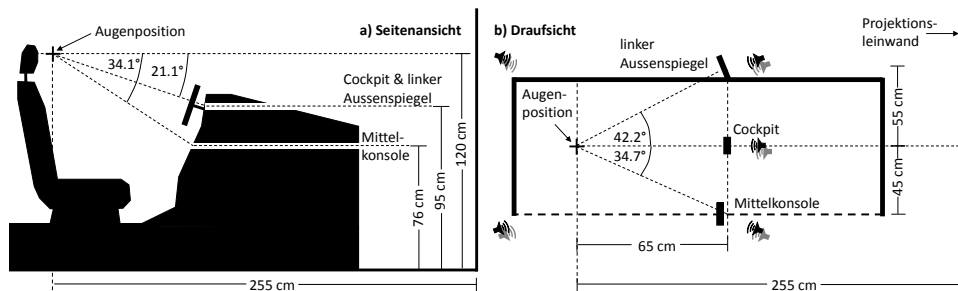 Augenposition
a) Seitenansicht
34.1°
21.1°
Cockpit & linker
Aussenspiegel
Mittel-
konsole
76 cm
95 cm
120 cm
255 cm
b) Draufsicht
linker
Aussenspiegel
Projektions-
leinwand
Augen-
position
42.2°
34.7°
Cockpit
Mittelkonsole
55 cm
45 cm
65 cm
255 cm